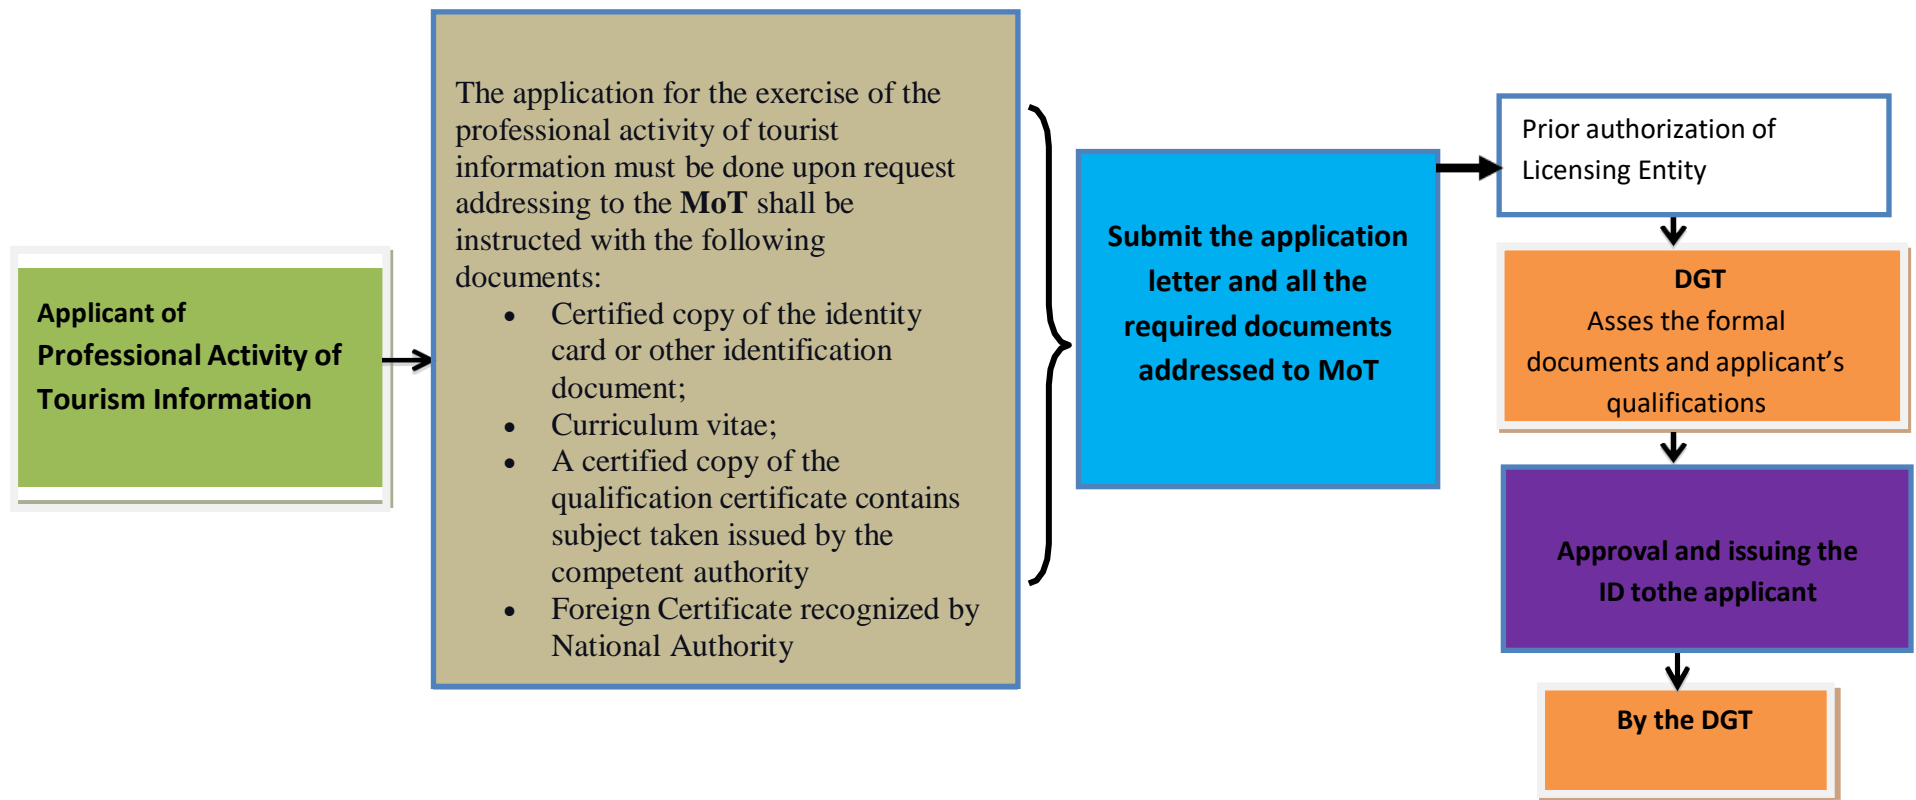 Applicant of
Professional Activity of
Tourism Information
The application for the exercise of the
professional activity of tourist
information must be done upon request
addressing to the MoT shall be
instructed with the following
documents:
• Certified copy of the identity
card or other identification
document;
• Curriculum vitae;
• A certified copy of the
qualification certificate contains
subject taken issued by the
competent authority
• Foreign Certificate recognized by
National Authority
Submit the application
letter and all the
required documents
addressed to MoT
Prior authorization of
Licensing Entity
DGT
Asses the formal
documents and applicant’s
qualifications
Approval and issuing the
ID tothe applicant
By the DGT